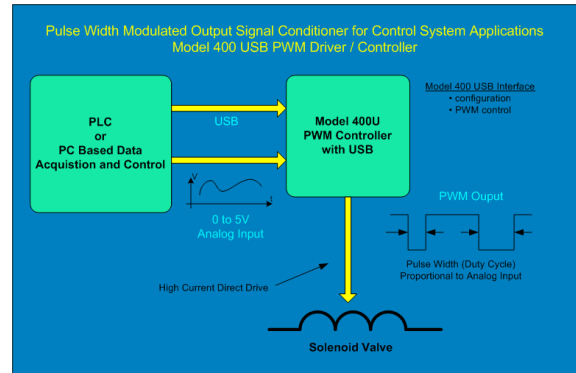 Pulse Width Modulated Output Signal Conditioner for Control System Applications
Model 400 USB PWM Driver / Controller
PLC
or
PC Based Data
Acquistion and Control
USB
Model 400U
PWM Controller
with USB
Model 400 USB Interface
• configuration
• PWM control
V
t
0 to 5V
Analog Input
PWM Ouput
Pulse Width (Duty Cycle)
Proportional to Analog Input
High Current Direct Drive
Solenoid Valve